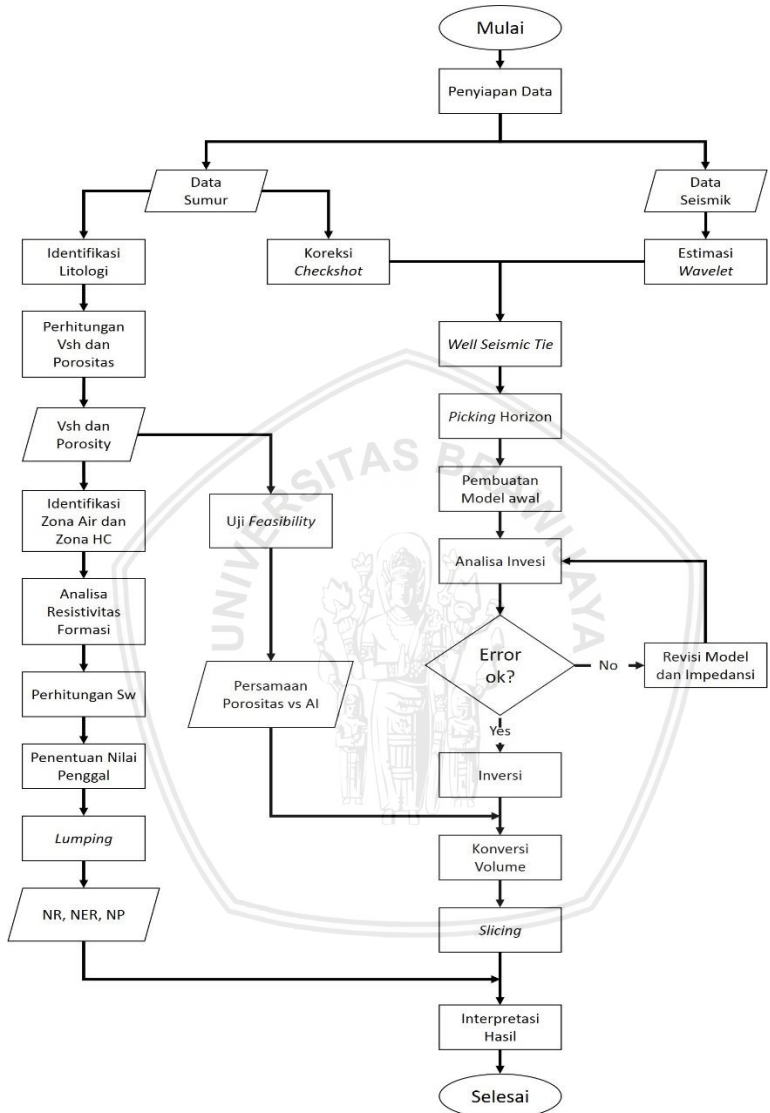 Mulai
Penyiapan Data
Data
Sumur
Data
Seismik
Identifikasi
Litologi
Koreksi
Checkshot
Estimasi
Wavelet
Perhitungan
Vsh dan
Porositas
Well Seismic Tie
Vsh dan
Porosity
Picking Horizon
Identifikasi
Zona Air dan
Zona HC
Uji Feasibility
Pembuatan
Model awal
Analisa Invesi
Analisa
Resistivitas
Formasi
Error
ok?
No
Revisi Model
dan Impedansi
Perhitungan Sw
Persamaan
Porositas vs AI
Yes
Penentuan Nilai
Penggal
Inversi
Lumping
Konversi
Volume
NR, NER, NP
Slicing
Interpretasi
Hasil
Selesai
UNIVERSITAS BRAWIJAYA